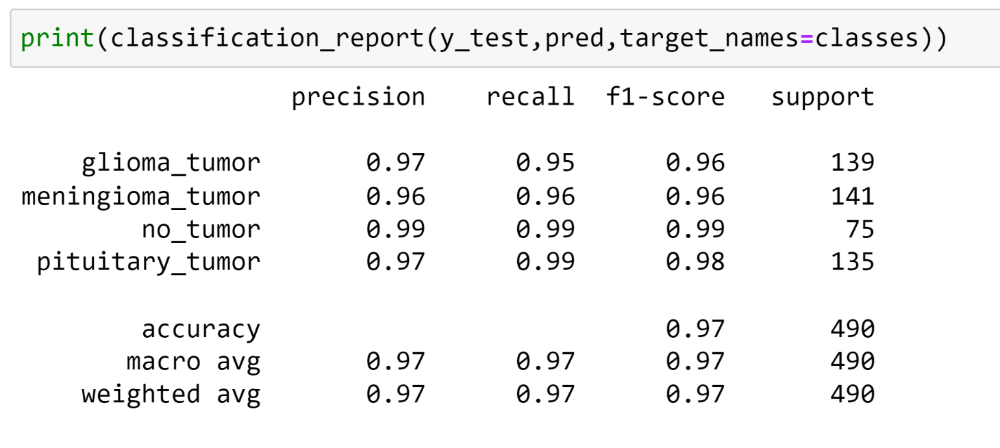 print(classification_report(y_test,pred,target_names=classes))
precision recall f1-score support
glioma_tumor 0.97 0.95 0.96 139
meningioma_tumor 0.96 0.96 0.96 141
no_tumor 0.99 0.99 0.99 75
pituitary_tumor 0.97 0.99 0.98 135
accuracy 0.97 490
macro avg 0.97 0.97 0.97 490
weighted avg 0.97 0.97 0.97 490